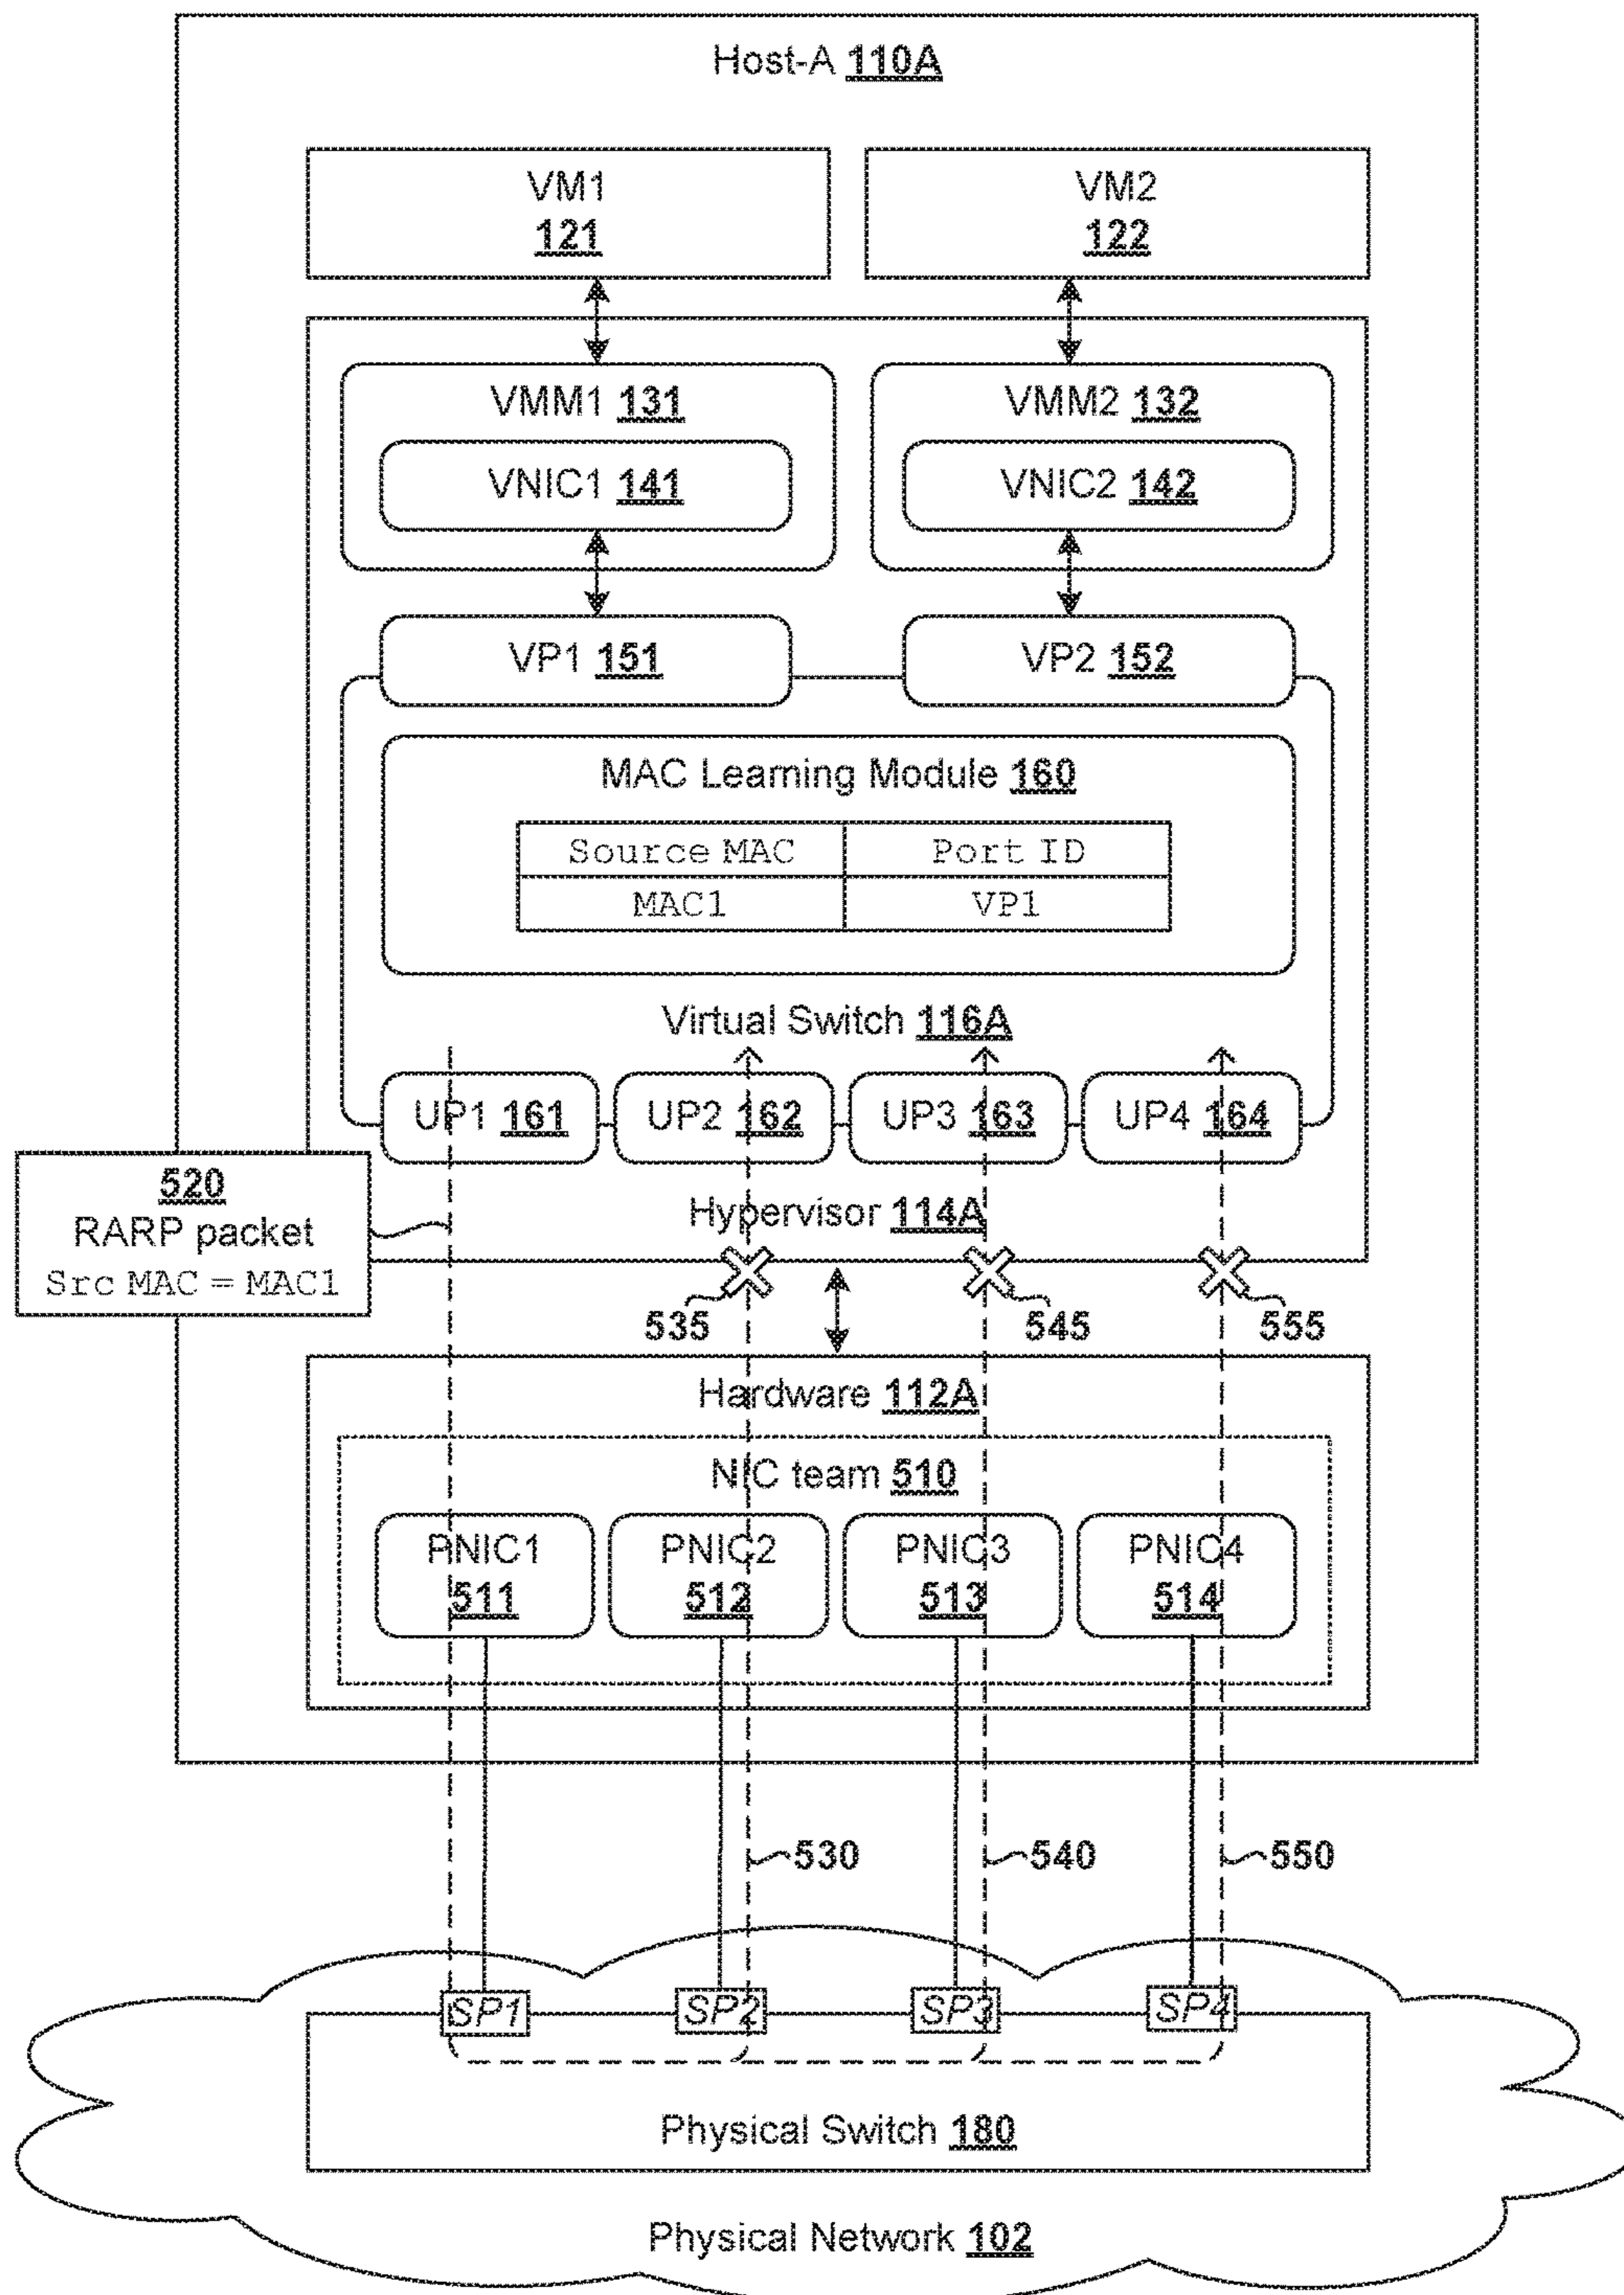 Host-A 110A
VM1
121
VM2
122
VMM1 131
VMM2 132
VNIC1 141
VNIC2 142
VP1 151
VP2 152
MAC Learning Module 160
Source MAC
Port ID
MAC1
VP1
Virtual Switch 116A
UP1 161
UP2 162
UP3 163
UP4 164
520
RARP packet
Src MAC = MAC1
Hypervisor 114A
535
545
555
Hardware 112A
NIC team 510
PNIC1
511
PNIC2
512
PNIC3
513
PNIC4
514
530
540
550
SP1
SP2
SP3
SP4
Physical Switch 180
Physical Network 102